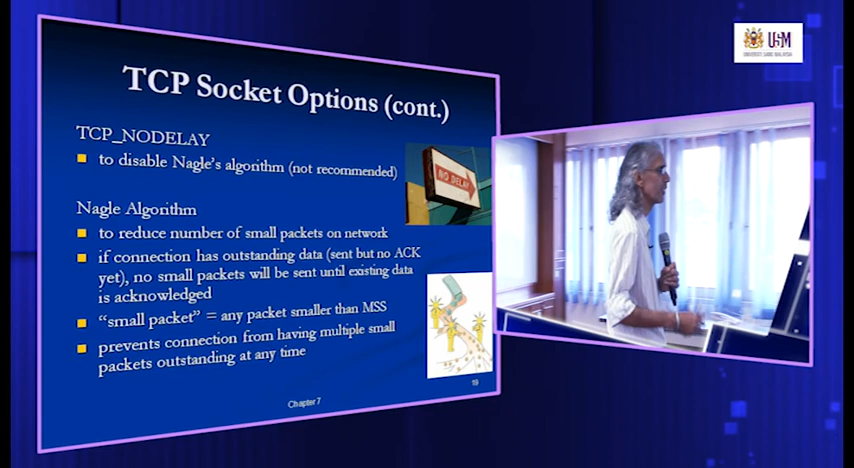 TCP Socket Options (cont.)
TCP_NODELAY
to disable Nagle's algorithm (not recommended)
NO DELAY
Nagle Algorithm
to reduce number of small packets on network
if connection has outstanding data (sent but no ACK
yet), no small packets will be sent until existing data
is acknowledged
"small packet" = any packet smaller than MSS
prevents connection from having multiple small
packets outstanding at any time
19
Chapter 7
USM
UNIVERSITI SAINS MALAYSIA